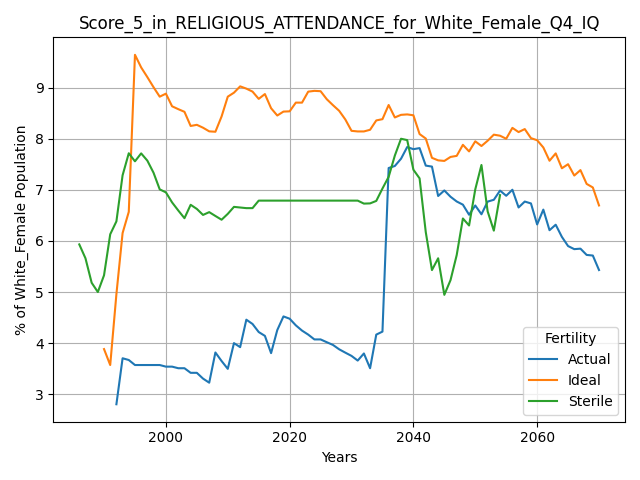 Score_5_in_RELIGIOUS_ATTENDANCE_for_White_Female_Q4_IQ
% of White_Female Population
9
8
7
6
5
4
3
2000 2020 2040 2060
Years
Fertility
Actual
Ideal
Sterile